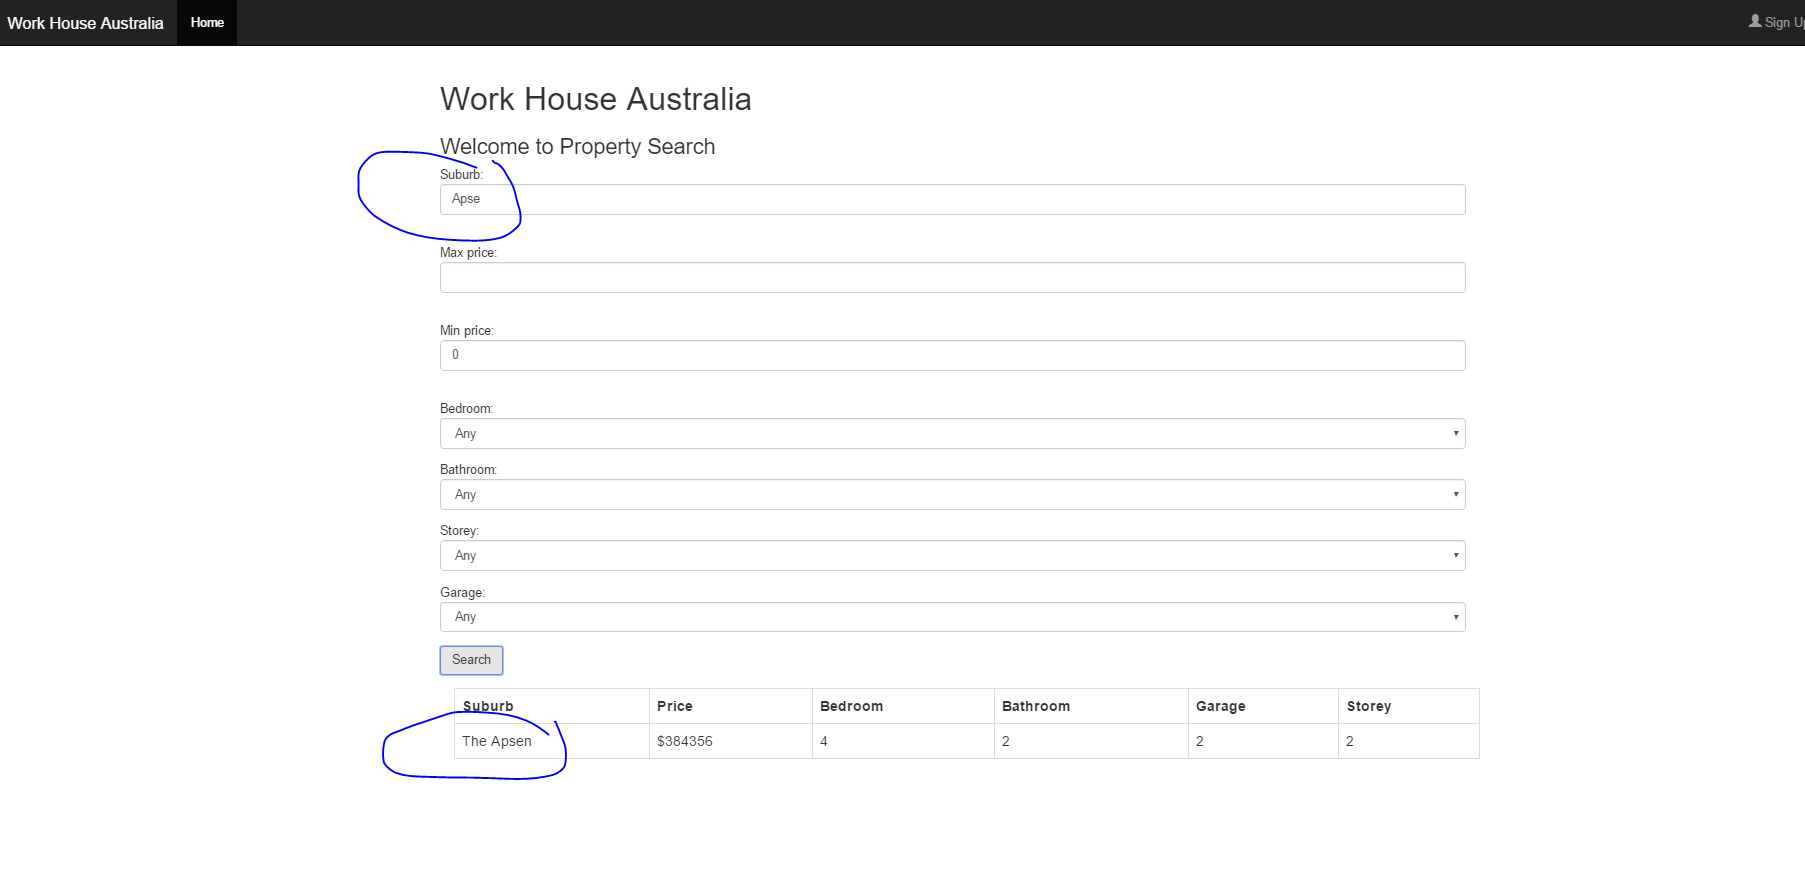 Work House Australia Home Sign Up
Work House Australia
Welcome to Property Search
Suburb:
Apse
Max price:
Min price:
0
Bedroom:
Any
Bathroom:
Any
Storey:
Any
Garage:
Any
Search
Suburb Price Bedroom Bathroom Garage Storey
The Apsen $384356 4 2 2 2